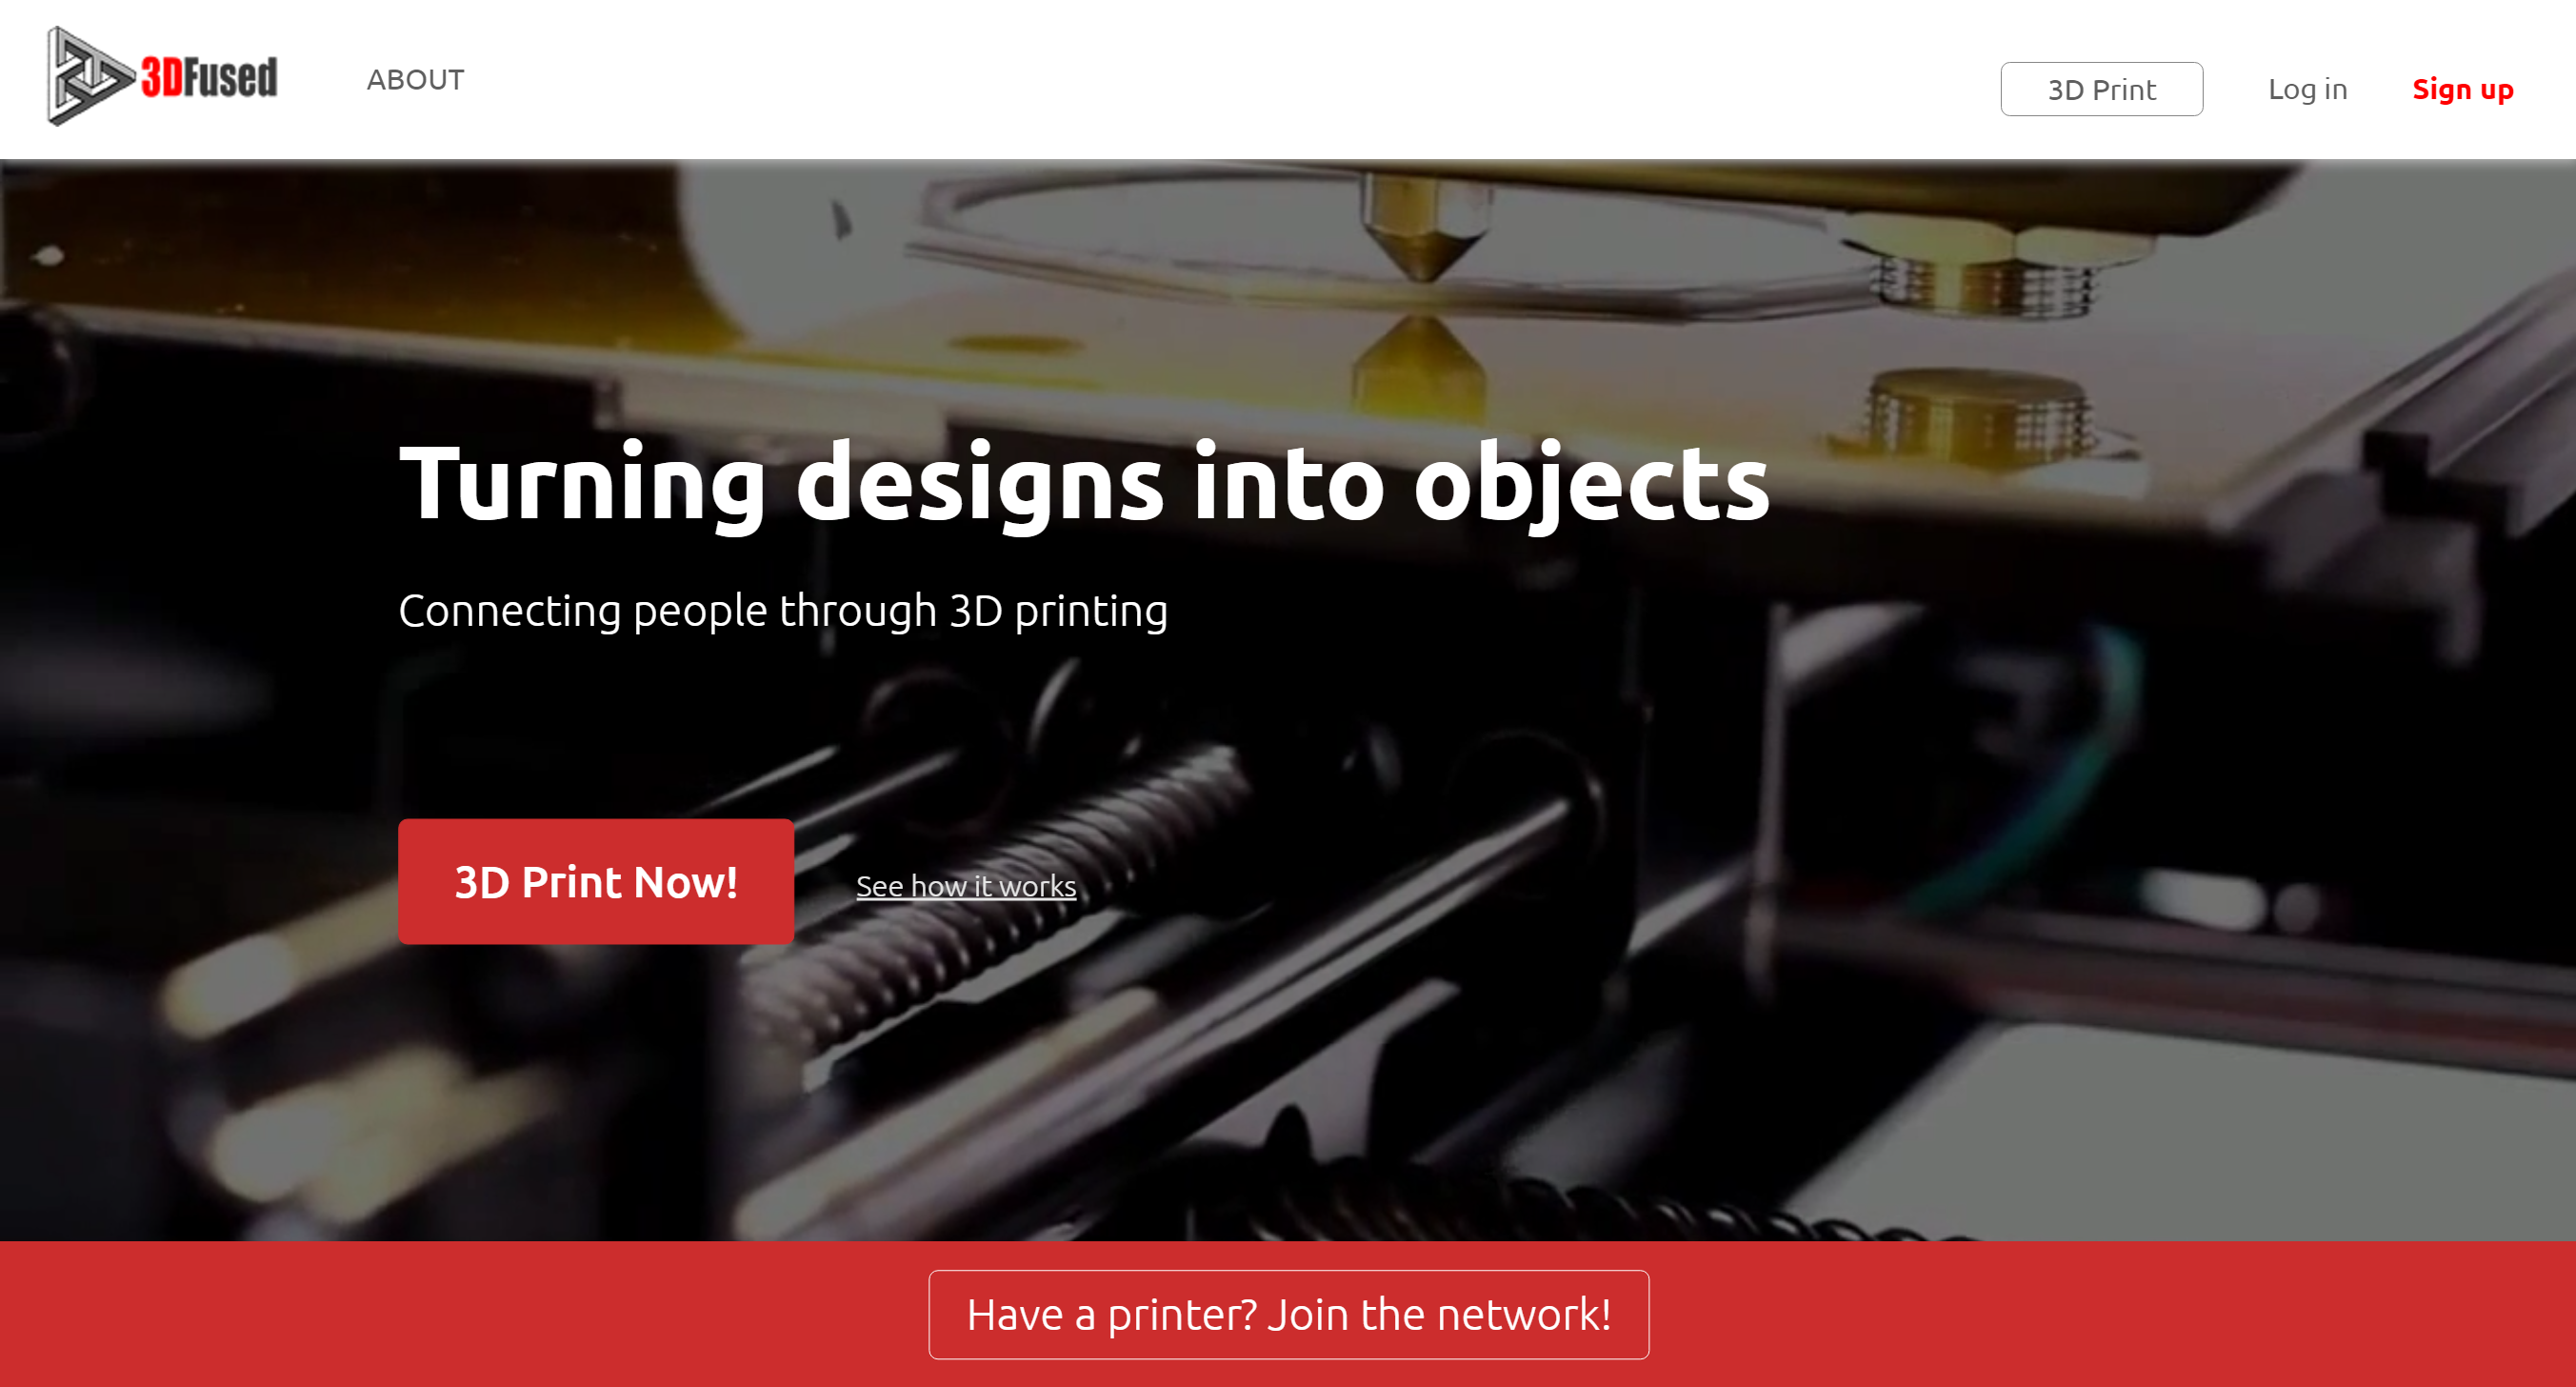 3DFused
ABOUT
3D Print
Log in
Sign up
Turning designs into objects
Connecting people through 3D printing
3D Print Now!
See how it works
Have a printer? Join the network!